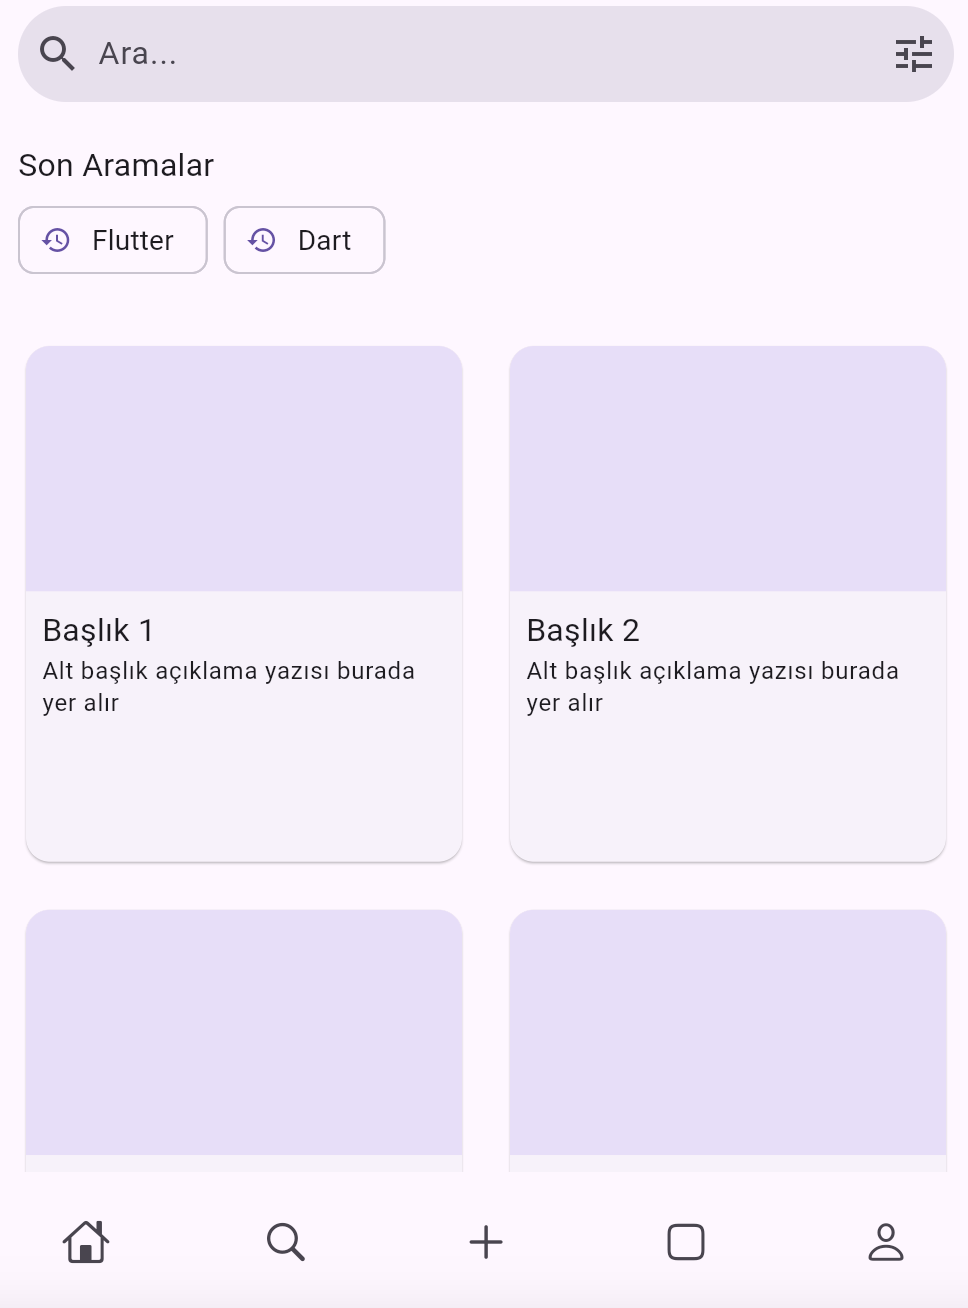 Ara...
Son Aramalar
Flutter
Dart
Başlık 1
Alt başlık açıklama yazısı burada
yer alır
Başlık 2
Alt başlık açıklama yazısı burada
yer alır